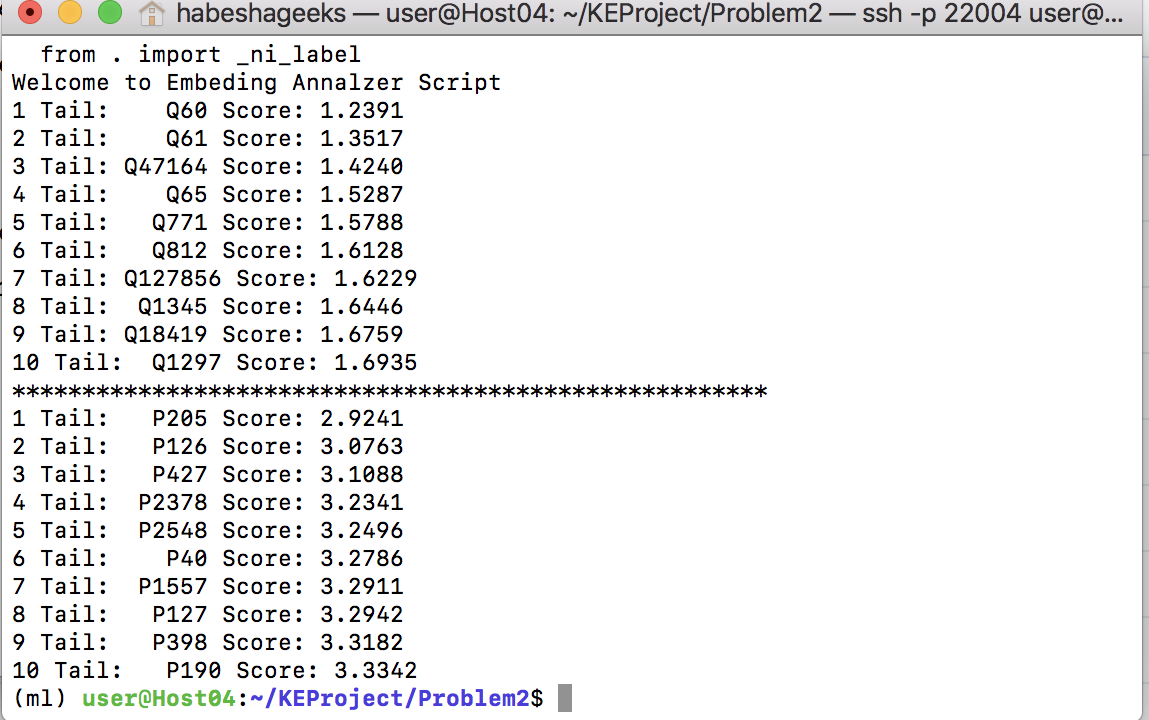 habeshageeks — user@Host04: ~/KEProject/Problem2 — ssh -p 22004 user@...
  from . import _ni_label
Welcome to Embeding Annalzer Script
1 Tail:    Q60 Score: 1.2391
2 Tail:    Q61 Score: 1.3517
3 Tail: Q47164 Score: 1.4240
4 Tail:    Q65 Score: 1.5287
5 Tail:   Q771 Score: 1.5788
6 Tail:   Q812 Score: 1.6128
7 Tail: Q127856 Score: 1.6229
8 Tail:  Q1345 Score: 1.6446
9 Tail: Q18419 Score: 1.6759
10 Tail:  Q1297 Score: 1.6935
******************************************************
1 Tail:   P205 Score: 2.9241
2 Tail:   P126 Score: 3.0763
3 Tail:   P427 Score: 3.1088
4 Tail:  P2378 Score: 3.2341
5 Tail:  P2548 Score: 3.2496
6 Tail:    P40 Score: 3.2786
7 Tail:  P1557 Score: 3.2911
8 Tail:   P127 Score: 3.2942
9 Tail:   P398 Score: 3.3182
10 Tail:   P190 Score: 3.3342
(ml) user@Host04:~/KEProject/Problem2$